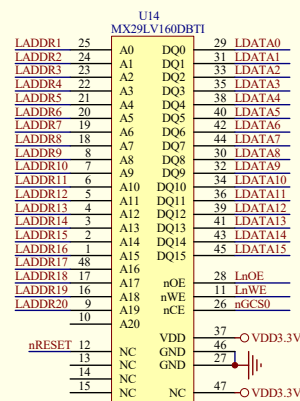 U14
MX29LV160DBTI
LADDR1 25 A0 DQ0 29 LDATA0
LADDR2 24 A1 DQ1 31 LDATA1
LADDR3 23 A2 DQ2 33 LDATA2
LADDR4 22 A3 DQ3 35 LDATA3
LADDR5 21 A4 DQ4 38 LDATA4
LADDR6 20 A5 DQ5 40 LDATA5
LADDR7 19 A6 DQ6 42 LDATA6
LADDR8 18 A7 DQ7 44 LDATA7
LADDR9 8 A8 DQ8 30 LDATA8
LADDR10 7 A9 DQ9 32 LDATA9
LADDR11 6 A10 DQ10 34 LDATA10
LADDR12 5 A11 DQ11 36 LDATA11
LADDR13 4 A12 DQ12 39 LDATA12
LADDR14 3 A13 DQ13 41 LDATA13
LADDR15 2 A14 DQ14 43 LDATA14
LADDR16 1 A15 DQ15 45 LDATA15
LADDR17 48 A16
LADDR18 17 A17 nOE 28 LnOE
LADDR19 16 A18 nWE 11 LnWE
LADDR20 9 A19 nCE 26 nGCS0
10 A20
VDD 37 VDD3.3V
nRESET 12 NC GND 46
13 NC GND 27
14 NC
15 NC NC 47 VDD3.3V